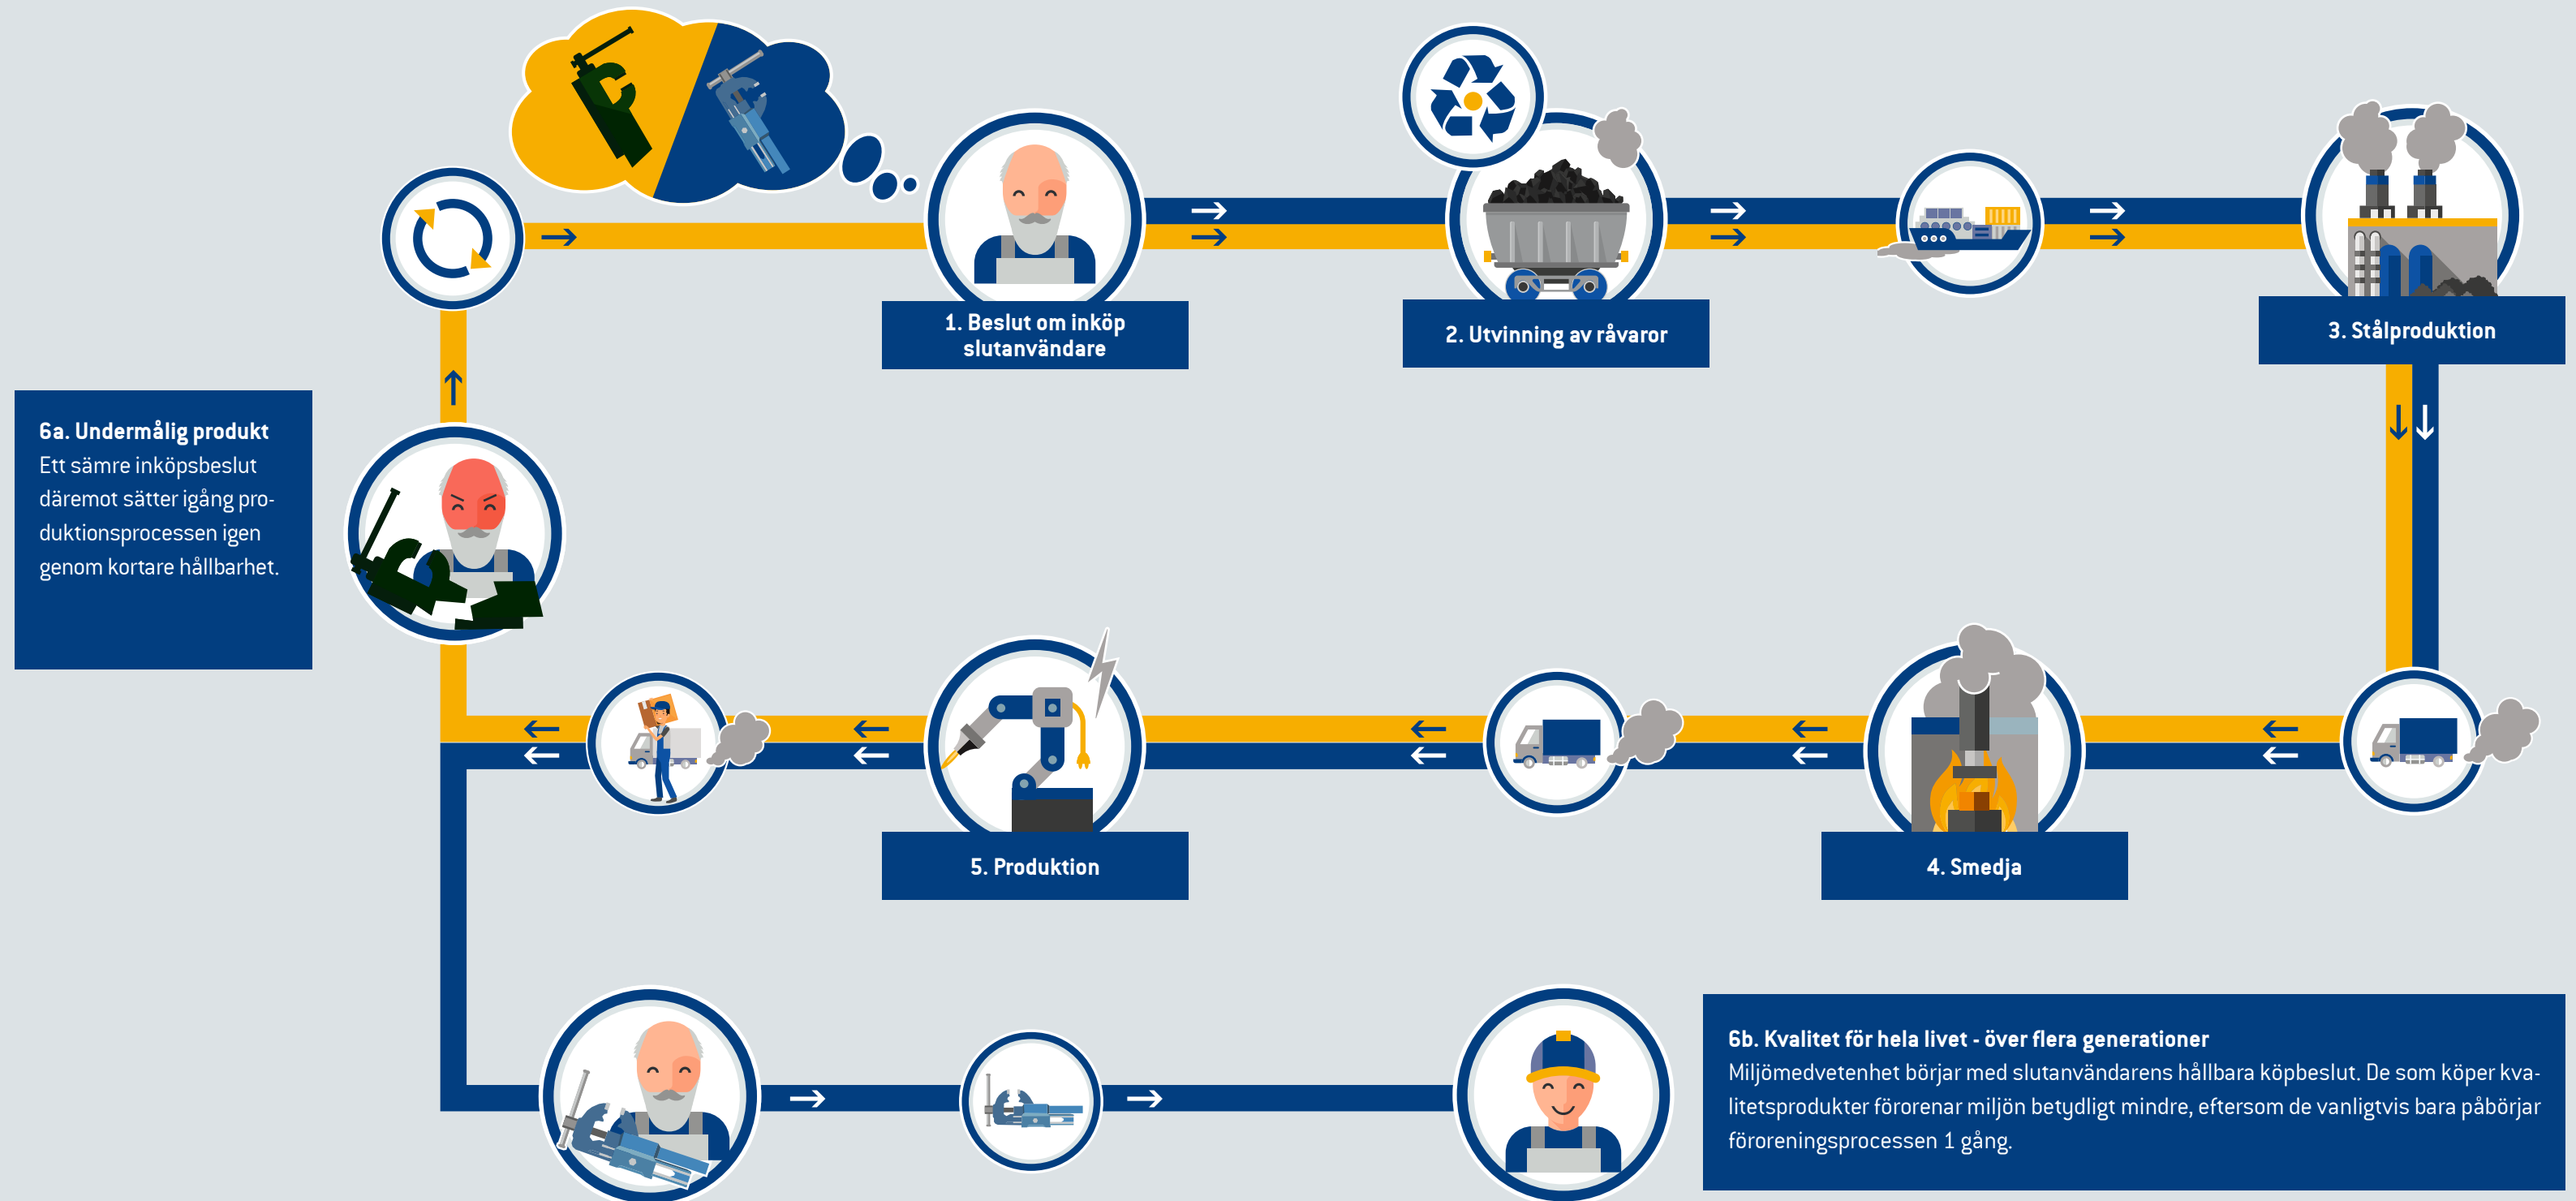 1. Beslut om inköp
slutanvändare
2. Utvinning av råvaror
3. Stålproduktion
6a. Undermålig produkt
Ett sämre inköpsbeslut
däremot sätter igång pro-
duktionsprocessen igen
genom kortare hållbarhet.
5. Produktion
4. Smedja
6b. Kvalitet för hela livet - över flera generationer
Miljömedvetenhet börjar med slutanvändarens hållbara köpbeslut. De som köper kva-
litetsprodukter förorenar miljön betydligt mindre, eftersom de vanligtvis bara påbörjar
föroreningsprocessen 1 gång.